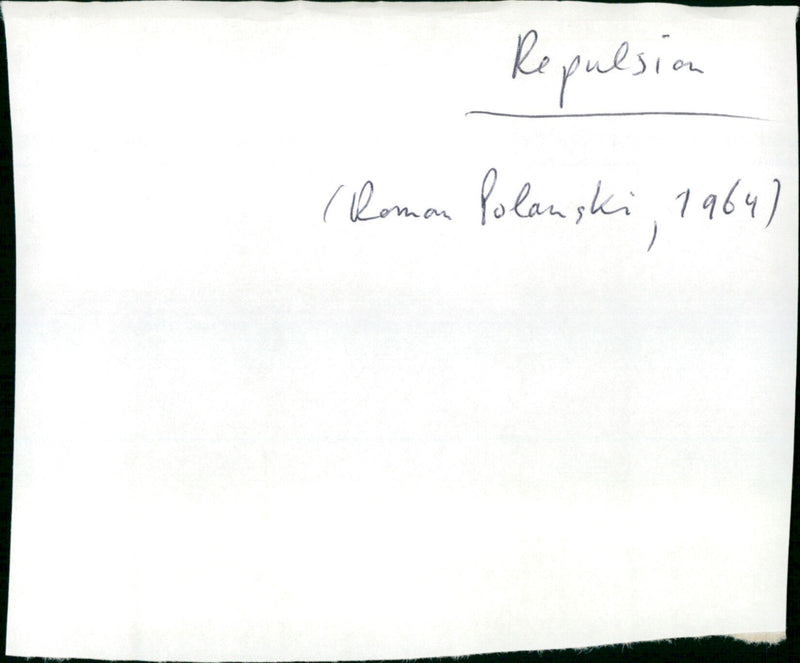 Repulsion
(Roman Polanski, 1964)